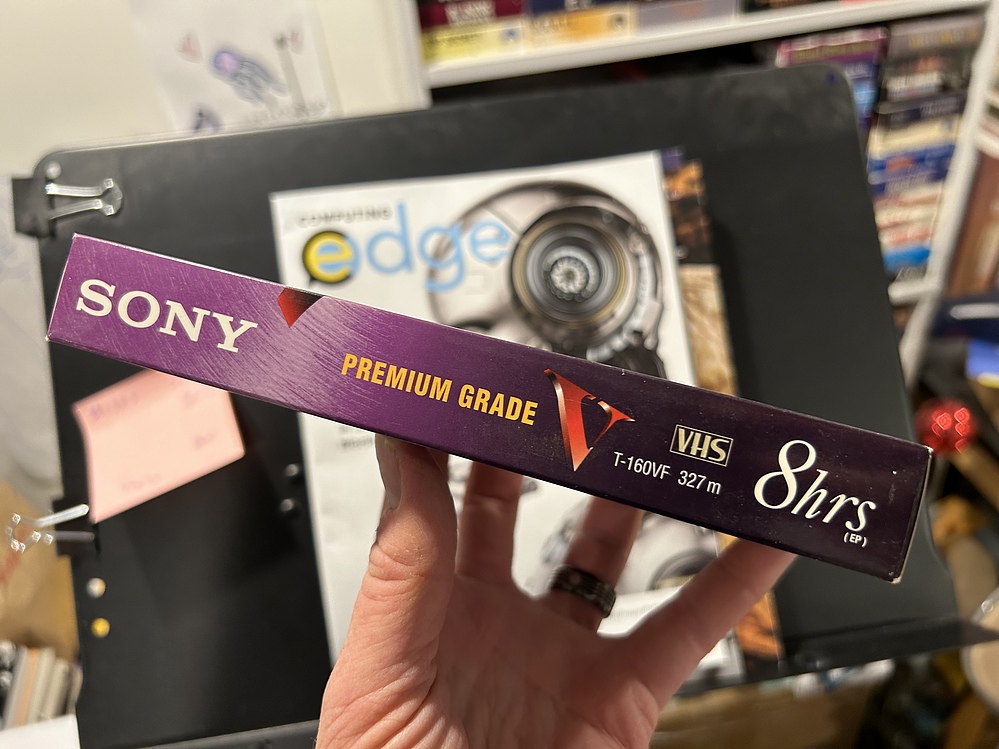 COMPUTING
edge
SONY
PREMIUM GRADE
V
VHS
T-160VF 327m
8hrs
(EP)